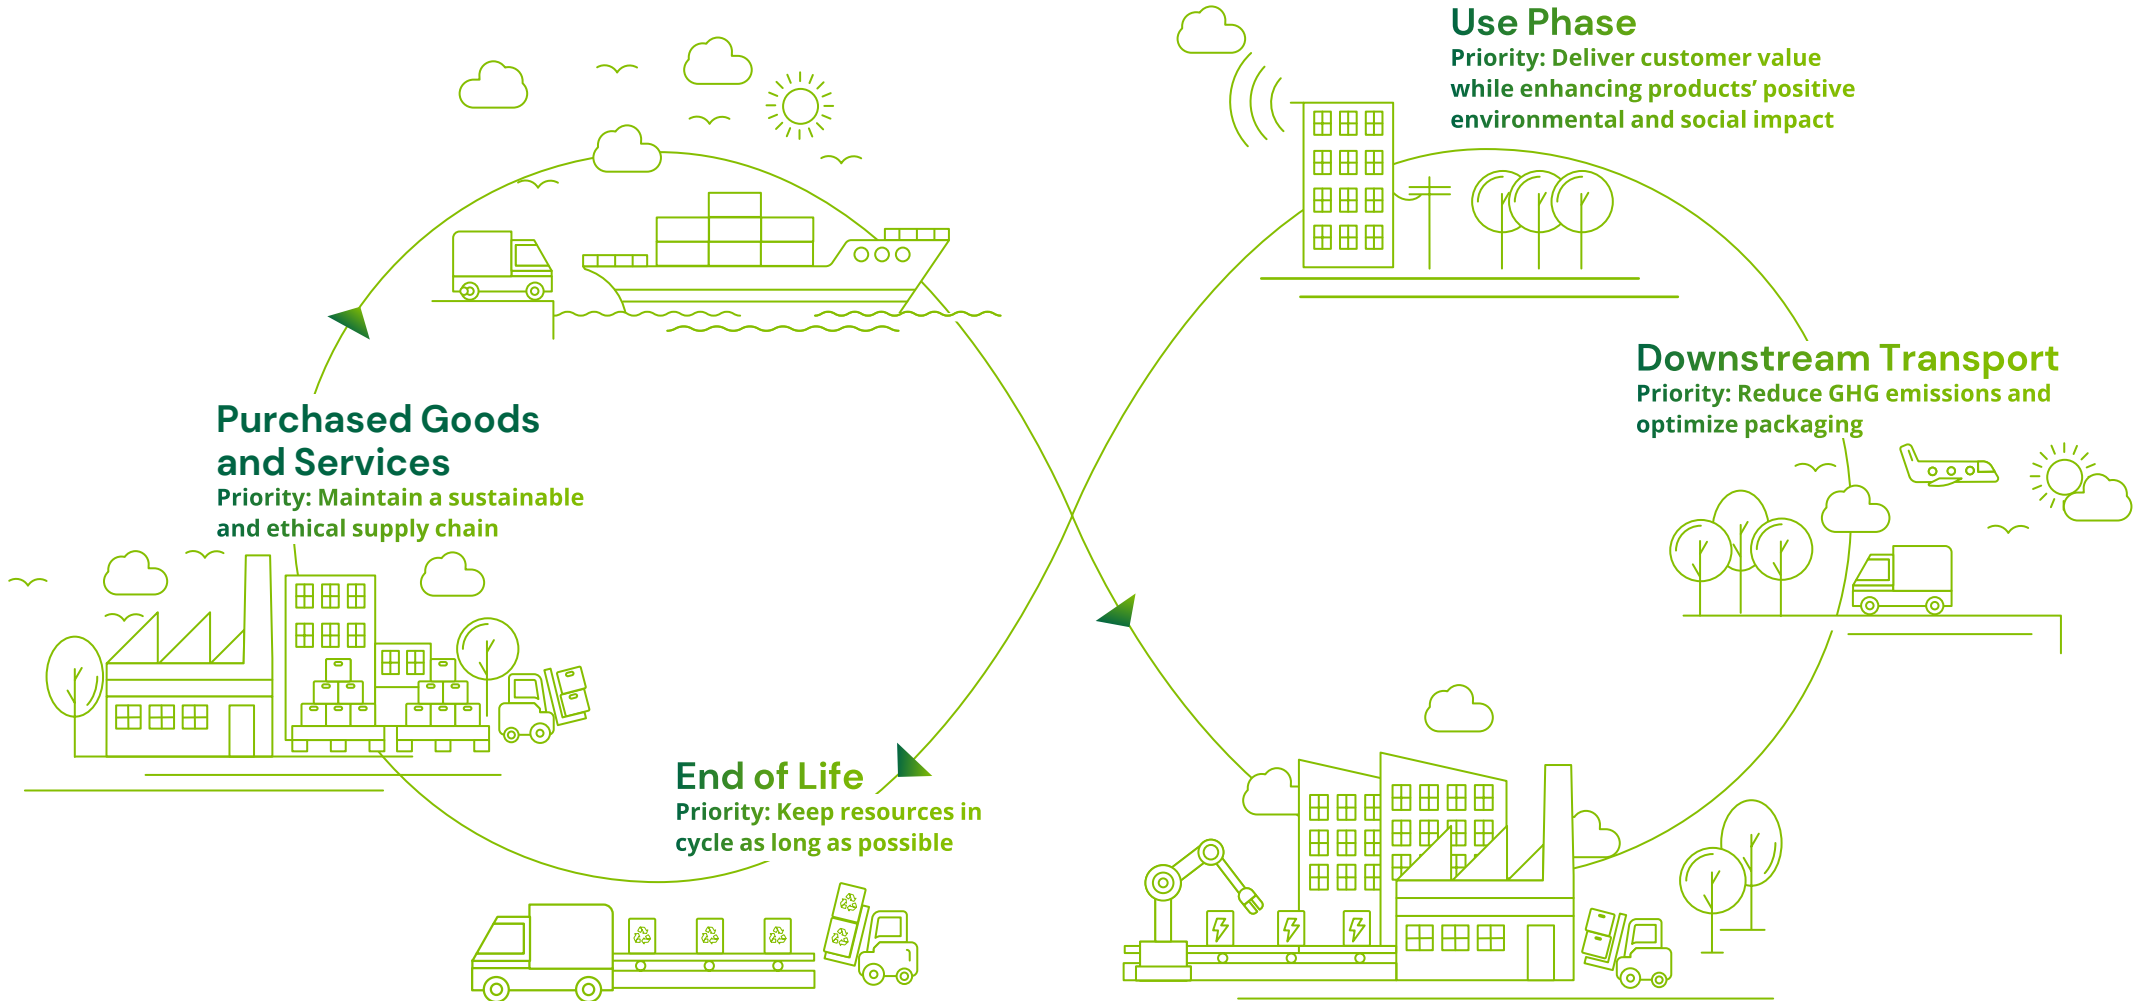 Use Phase
Priority: Deliver customer value
while enhancing products’ positive
environmental and social impact
Downstream Transport
Priority: Reduce GHG emissions and
optimize packaging
Purchased Goods
and Services
Priority: Maintain a sustainable
and ethical supply chain
End of Life
Priority: Keep resources in
cycle as long as possible